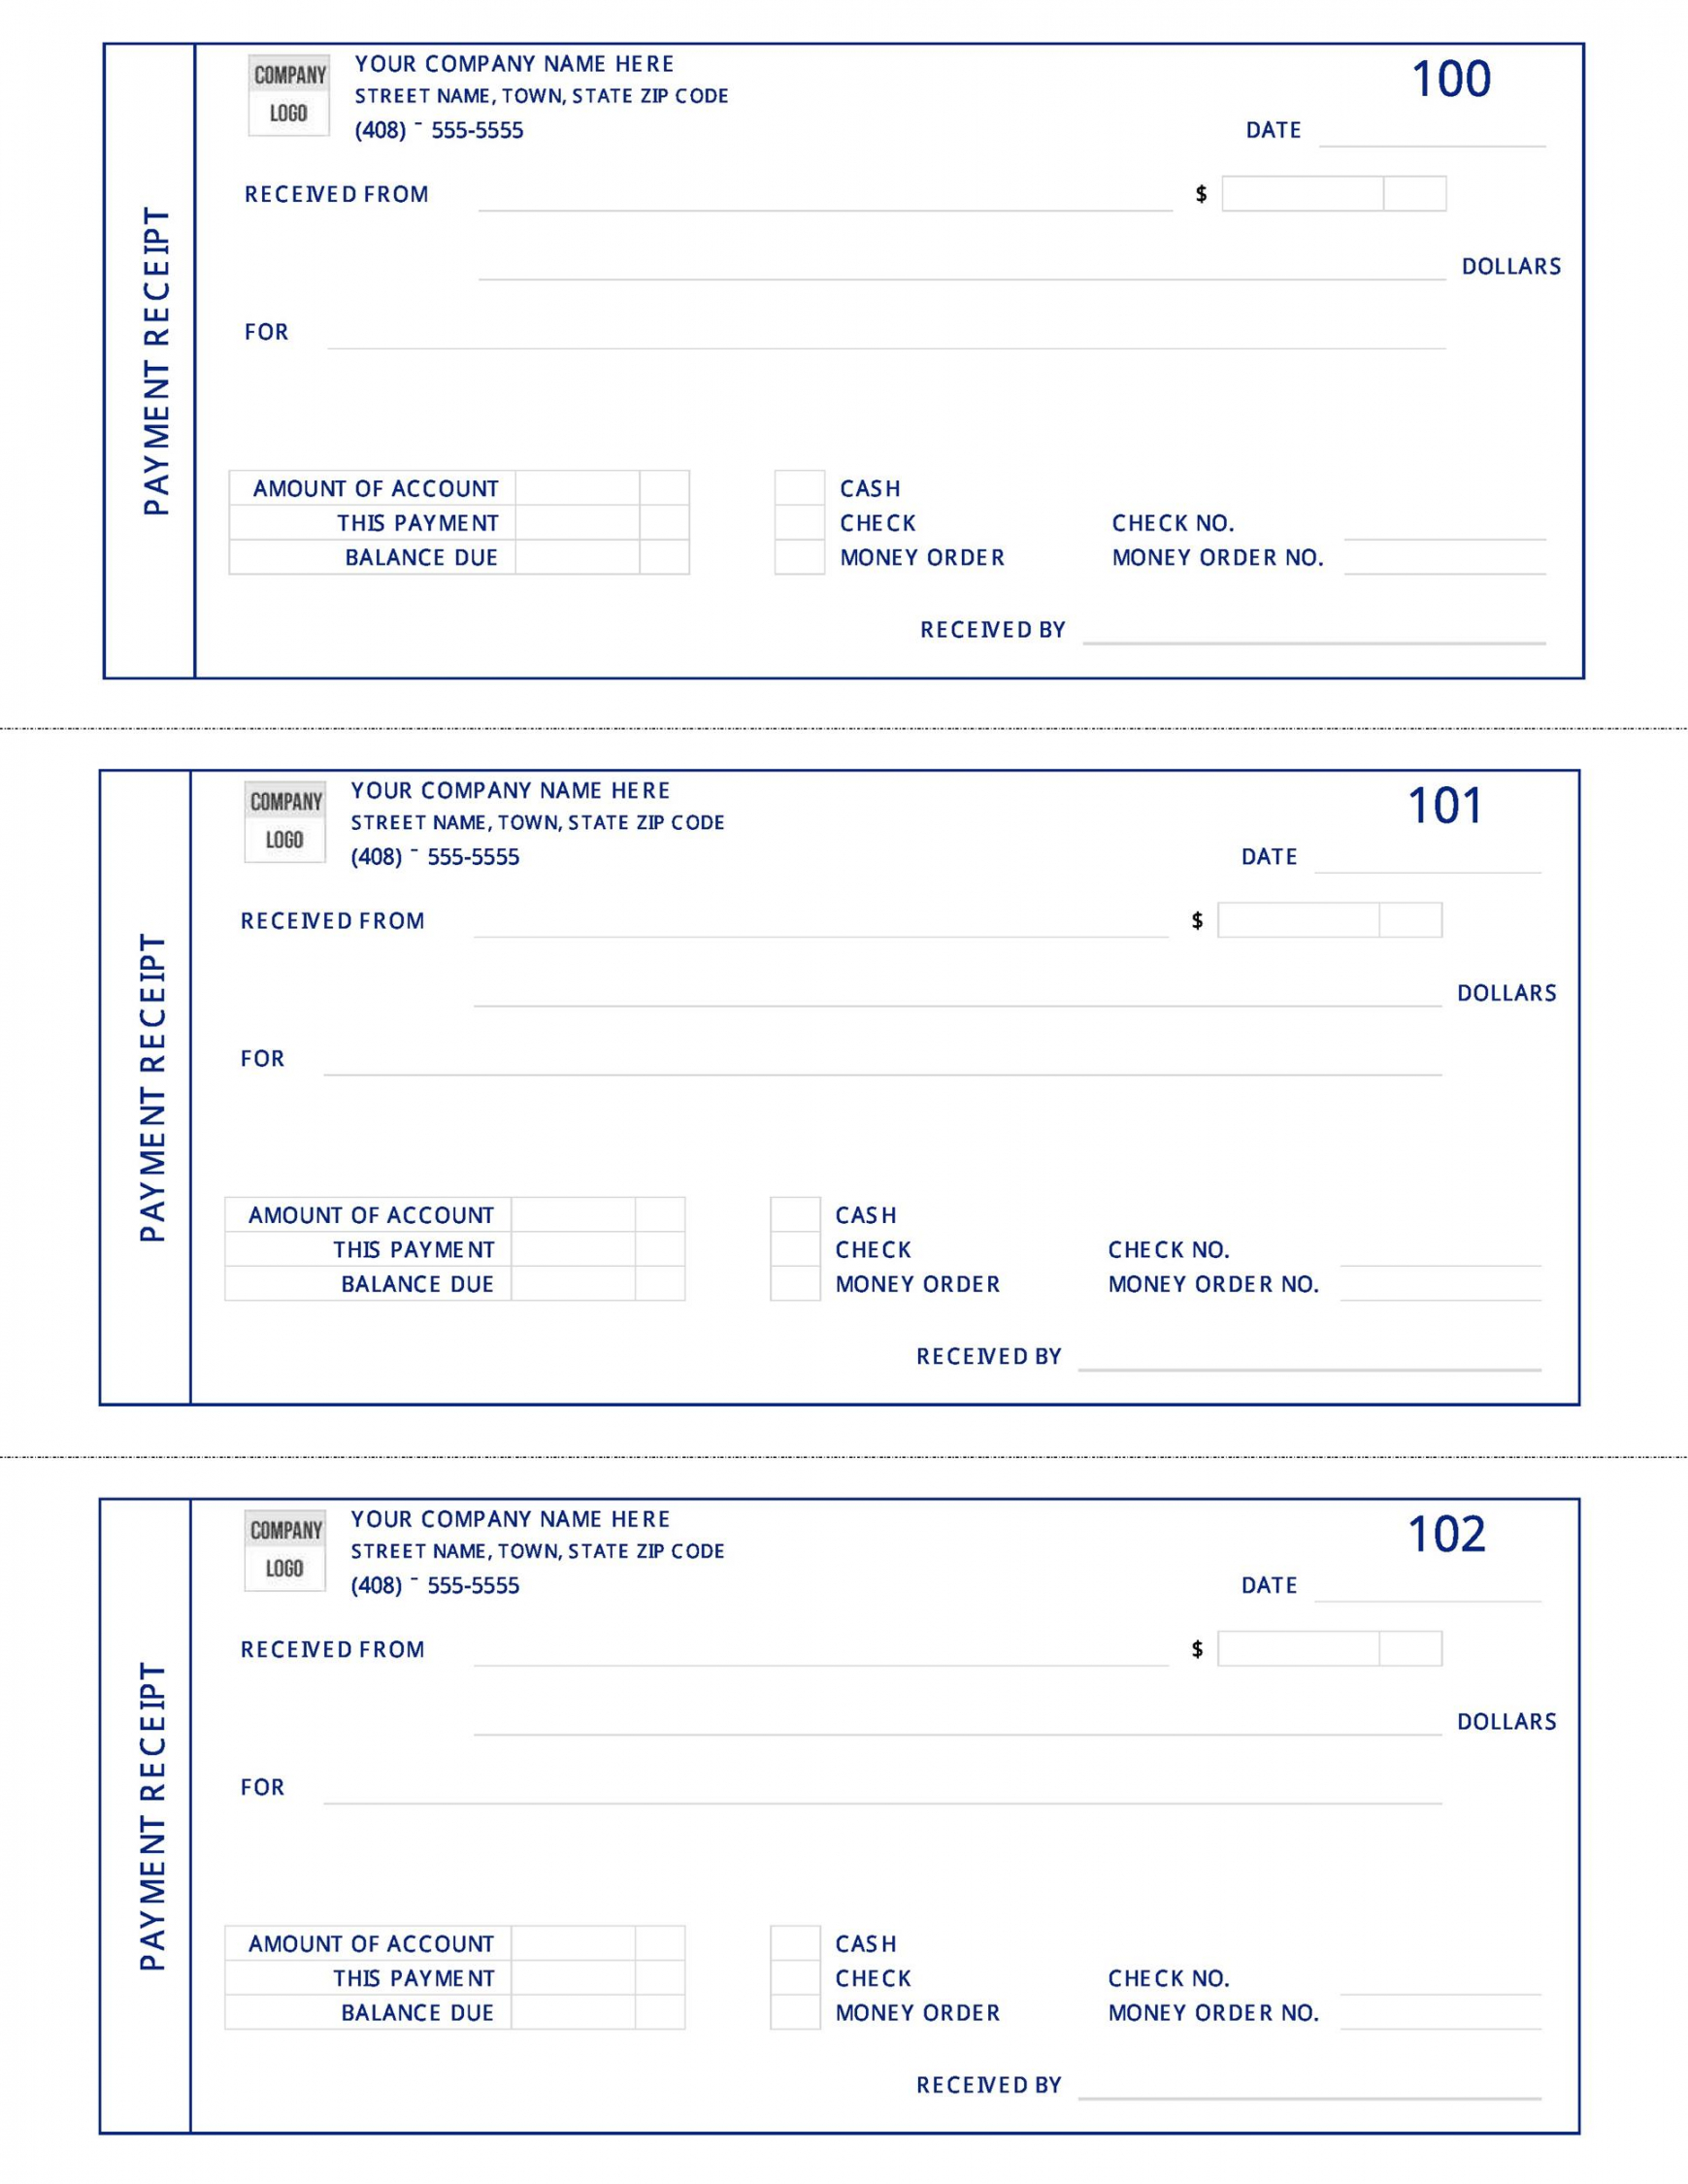 COMPANY
LOGO
YOUR COMPANY NAME HERE
STREET NAME, TOWN, STATE ZIP CODE
(408) - 555-5555
100
DATE
RECEIVED FROM
$
DOLLARS
FOR
PAYMENT RECEIPT
AMOUNT OF ACCOUNT
THIS PAYMENT
BALANCE DUE
CASH
CHECK
MONEY ORDER
CHECK NO.
MONEY ORDER NO.
RECEIVED BY
COMPANY
LOGO
YOUR COMPANY NAME HERE
STREET NAME, TOWN, STATE ZIP CODE
(408) - 555-5555
101
DATE
RECEIVED FROM
$
DOLLARS
FOR
PAYMENT RECEIPT
AMOUNT OF ACCOUNT
THIS PAYMENT
BALANCE DUE
CASH
CHECK
MONEY ORDER
CHECK NO.
MONEY ORDER NO.
RECEIVED BY
COMPANY
LOGO
YOUR COMPANY NAME HERE
STREET NAME, TOWN, STATE ZIP CODE
(408) - 555-5555
102
DATE
RECEIVED FROM
$
DOLLARS
FOR
PAYMENT RECEIPT
AMOUNT OF ACCOUNT
THIS PAYMENT
BALANCE DUE
CASH
CHECK
MONEY ORDER
CHECK NO.
MONEY ORDER NO.
RECEIVED BY